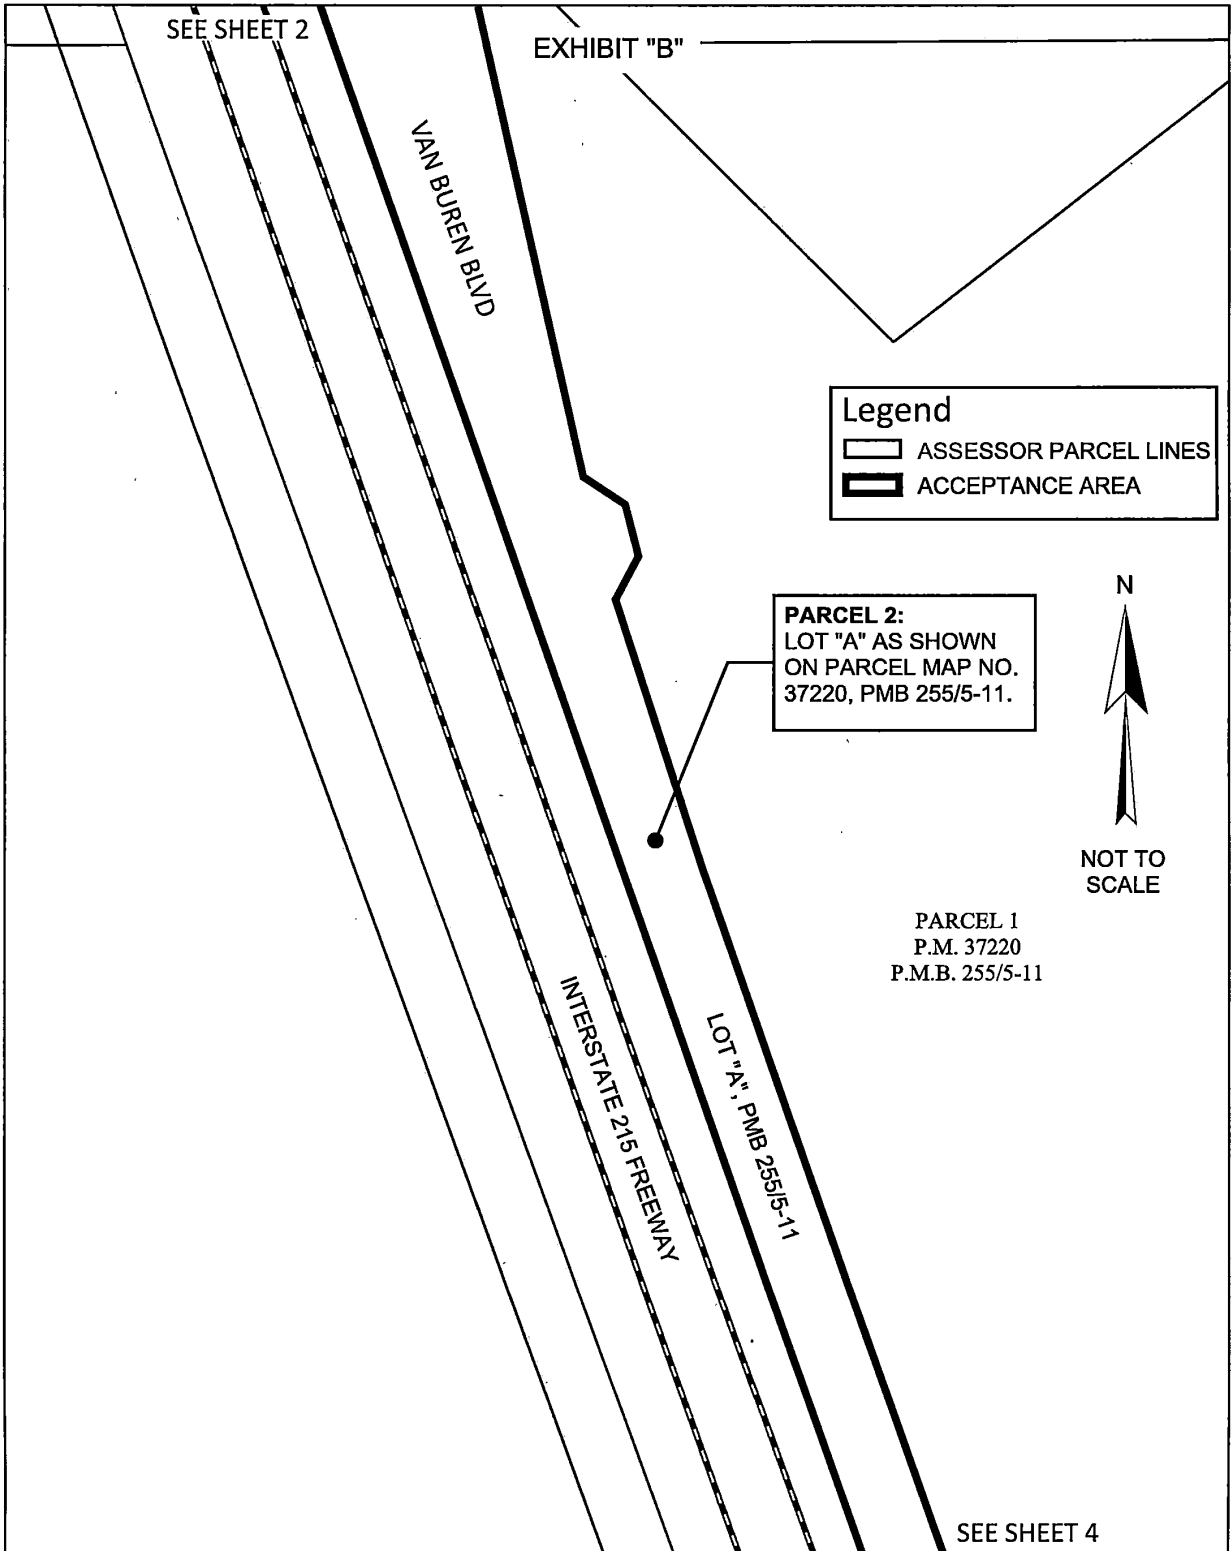 SEE SHEET 2
EXHIBIT "B"
VAN BUREN BLVD
Legend
ASSESSOR PARCEL LINES
ACCEPTANCE AREA
N
PARCEL 2:
LOT "A" AS SHOWN
ON PARCEL MAP NO.
37220, PMB 255/5-11.
NOT TO
SCALE
PARCEL 1
P.M. 37220
P.M.B. 255/5-11
INTERSTATE 215 FREEWAY
LOT "A", PMB 255/5-11
SEE SHEET 4